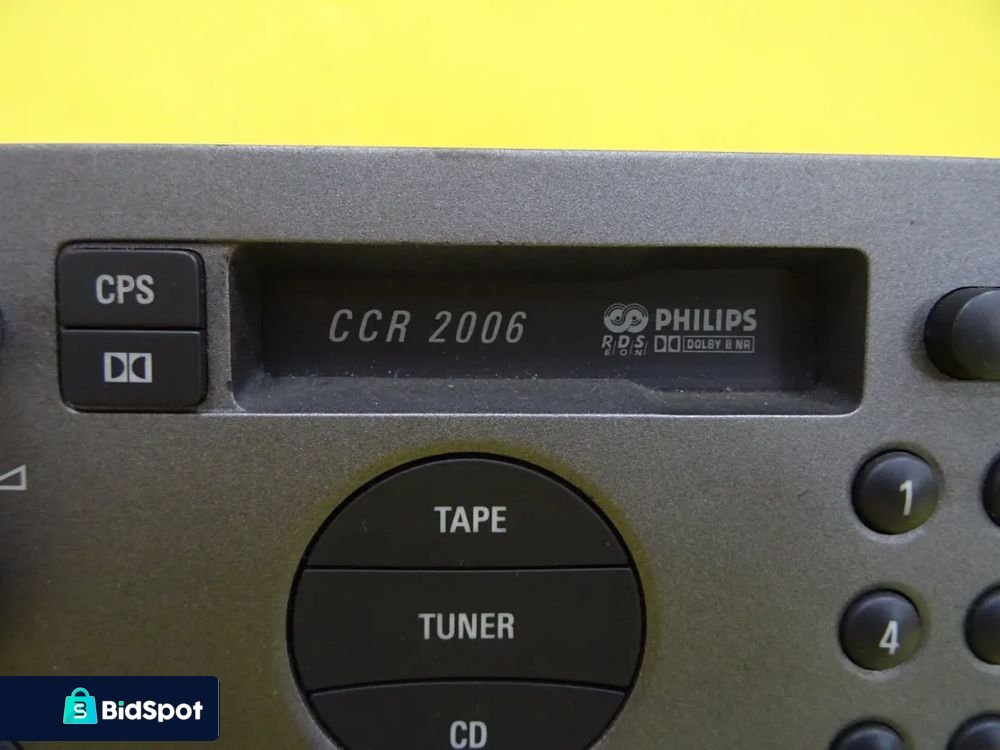 CPS
CCR 2006
PHILIPS
RDS
EON
DOLBY B NR
TAPE
1
TUNER
4
CD
BidSpot